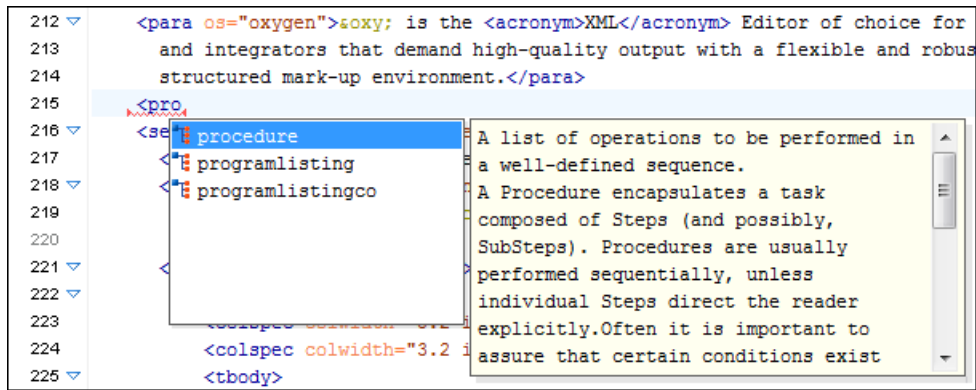 212 <para os="oxygen">&oxy; is the <acronym>XML</acronym> Editor of choice for
213 and integrators that demand high-quality output with a flexible and robus
214 structured mark-up environment.</para>
215 <pro
216 <se
217 <
218 <
219
220
221 <
222
223
224 <colspec colwidth="3.2 i
225 <tbody>
procedure
programlisting
programlistingco
A list of operations to be performed in
a well-defined sequence.
A Procedure encapsulates a task
composed of Steps (and possibly,
SubSteps). Procedures are usually
performed sequentially, unless
individual Steps direct the reader
explicitly.Often it is important to
assure that certain conditions exist